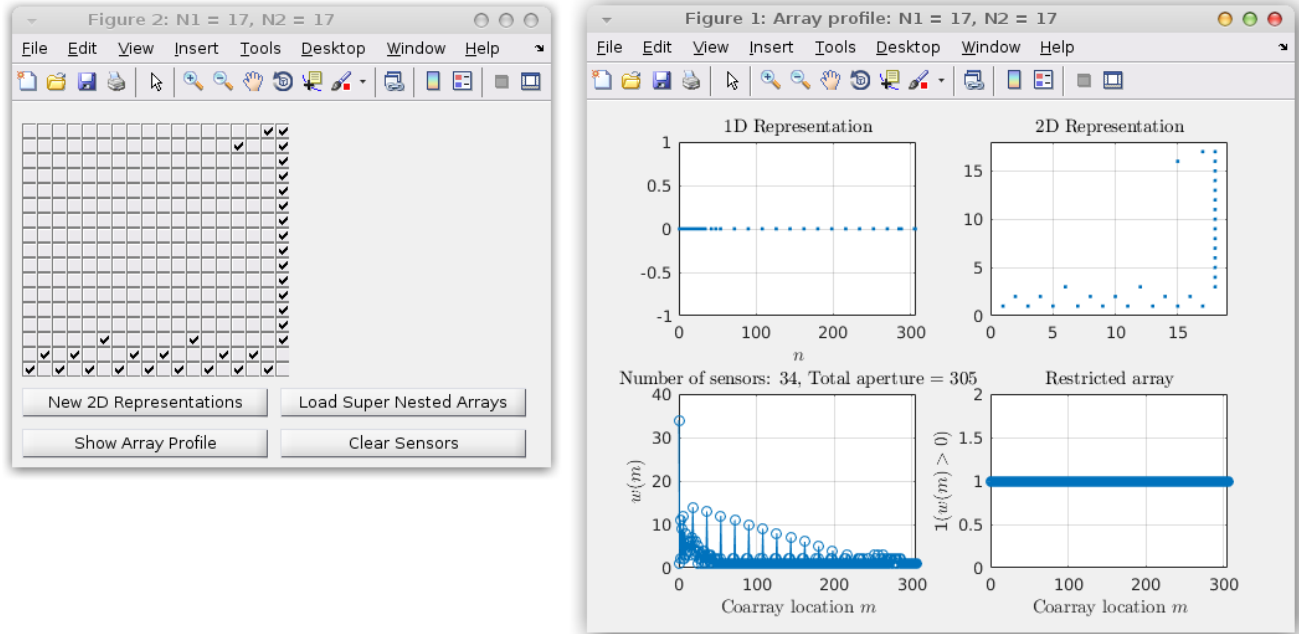 Figure 2: N1 = 17, N2 = 17
File Edit View Insert Tools Desktop Window Help
New 2D Representations
Load Super Nested Arrays
Show Array Profile
Clear Sensors
Figure 1: Array profile: N1 = 17, N2 = 17
File Edit View Insert Tools Desktop Window Help
1D Representation
1
0.5
0
-0.5
-1
0 100 200 300
n
2D Representation
15
10
5
0
0 5 10 15
Number of sensors: 34, Total aperture = 305
w(m)
40
30
20
10
0
0 100 200 300
Coarray location m
Restricted array
1(w(m) > 0)
2
1.5
1
0.5
0
0 100 200 300
Coarray location m